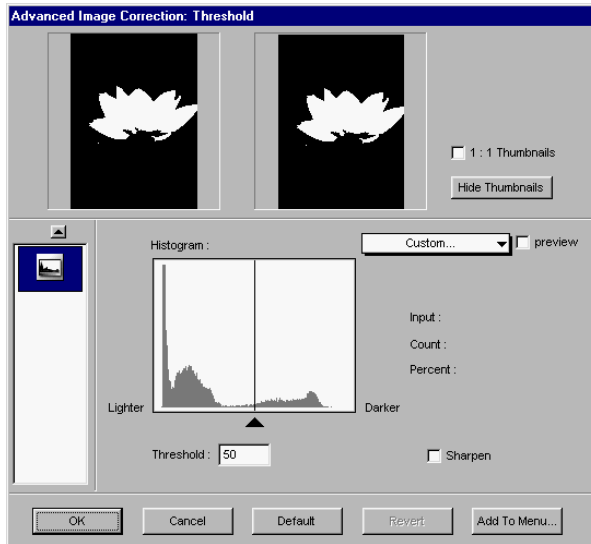 Advanced Image Correction: Threshold
1 : 1 Thumbnails
Hide Thumbnails
Histogram :
Custom...
preview
Input :
Count :
Percent :
Lighter
Darker
Threshold : 50
Sharpen
OK
Cancel
Default
Revert
Add To Menu...